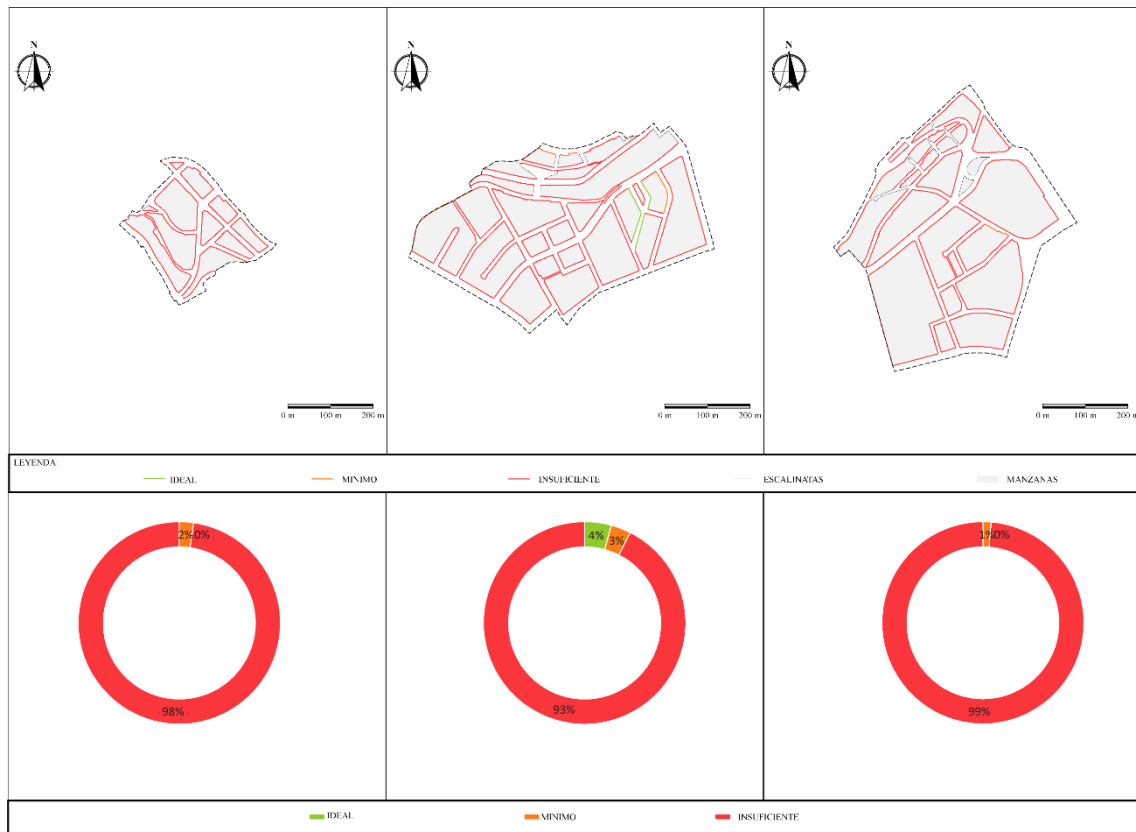 N
N
N
0 m 100 m 200 m
0 m 100 m 200 m
0 m 100 m 200 m
LEYENDA:
IDEAL
MINIMO
INSUFICIENTE
ESCALINATAS
MANZANAS
2%
0%
98%
4%
3%
93%
1%
0%
99%
IDEAL
MINIMO
INSUFICIENTE